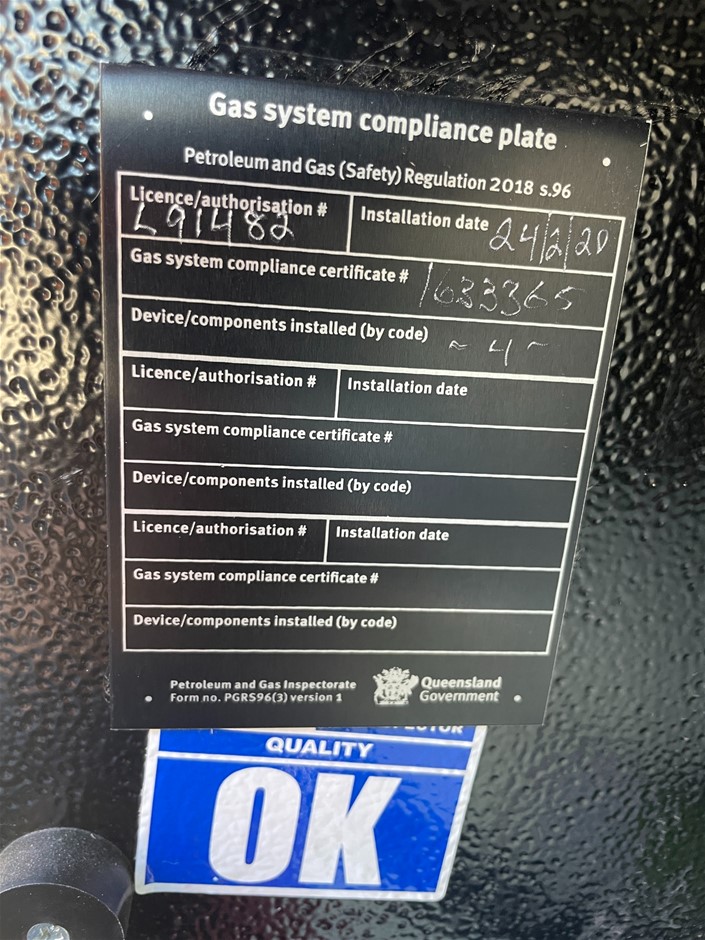 Gas system compliance plate
Petroleum and Gas (Safety) Regulation 2018 s.96
Licence/authorisation # Installation date 24/2/20
L91482
Gas system compliance certificate # 1633365
Device/components installed (by code) ~ 4 ~
Licence/authorisation # Installation date
Gas system compliance certificate #
Device/components installed (by code)
Licence/authorisation # Installation date
Gas system compliance certificate #
Device/components installed (by code)
Petroleum and Gas Inspectorate
Form no. PGRS96(3) version 1
Queensland
Government
QUALITY
OK